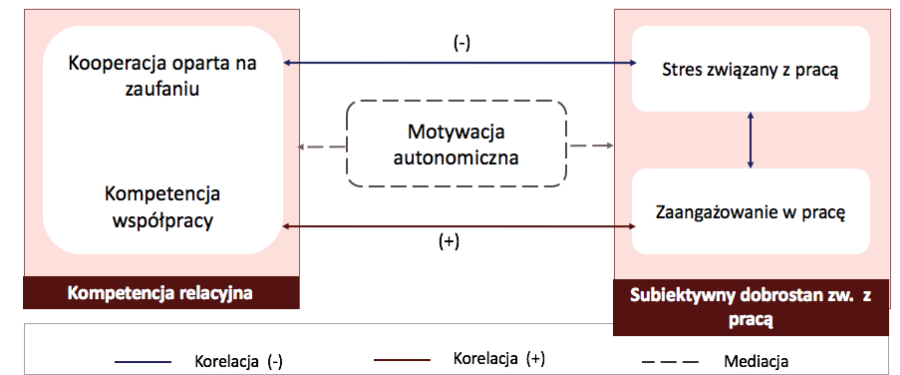 Kooperacja oparta na
zaufaniu
Kompetencja
współpracy
Kompetencja relacyjna
(-)
Motywacja
autonomiczna
(+)
Stres związany z pracą
Zaangażowanie w pracę
Subiektywny dobrostan zw. z
pracą
Korelacja (-)
Korelacja (+)
Mediacja